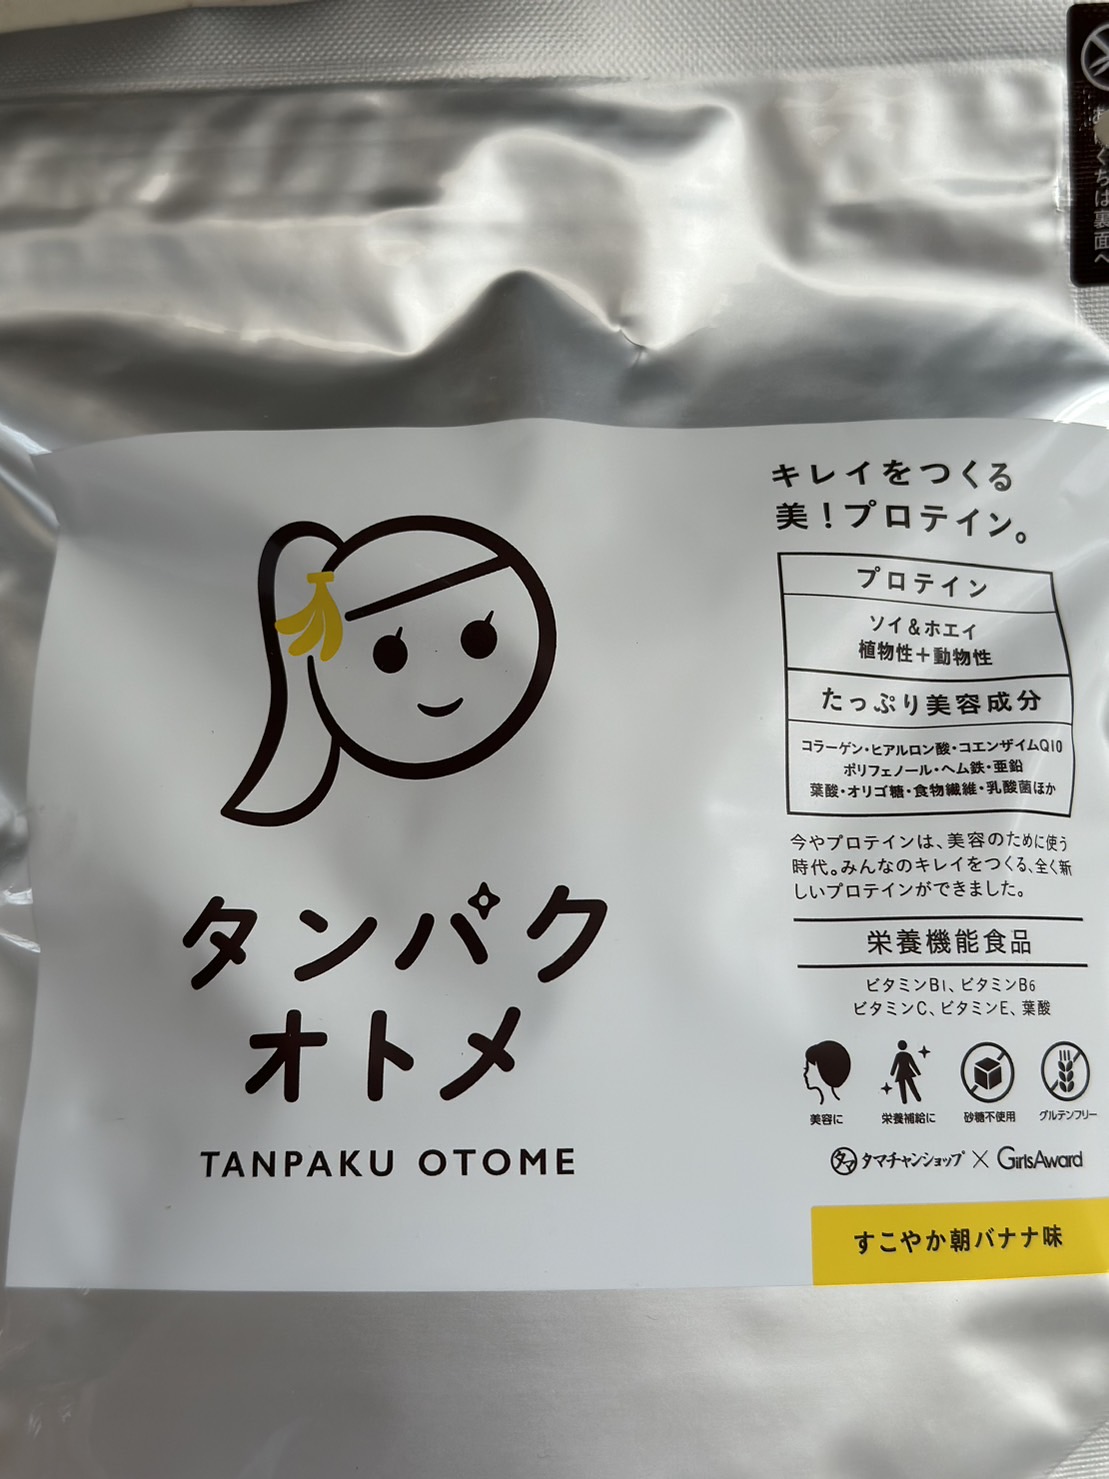 キレイをつくる
美！プロテイン。
プロテイン
ソイ&ホエイ
植物性＋動物性
たっぷり美容成分
コラーゲン・ヒアルロン酸・コエンザイムQ10
ポリフェノール・ヘム鉄・亜鉛
葉酸・オリゴ糖・食物繊維・乳酸菌ほか
今やプロテインは、美容のために使う
時代。みんなのキレイをつくる、全く新
しいプロテインができました。
栄養機能食品
ビタミンB1、ビタミンB6
ビタミンC、ビタミンE、葉酸
美容に 栄養補給に 砂糖不使用 グルテンフリー
タマ タマチャンショップ × GirlsAward
すこやか朝バナナ味
タンパク
オトメ
TANPAKU OTOME
くちは裏面へ